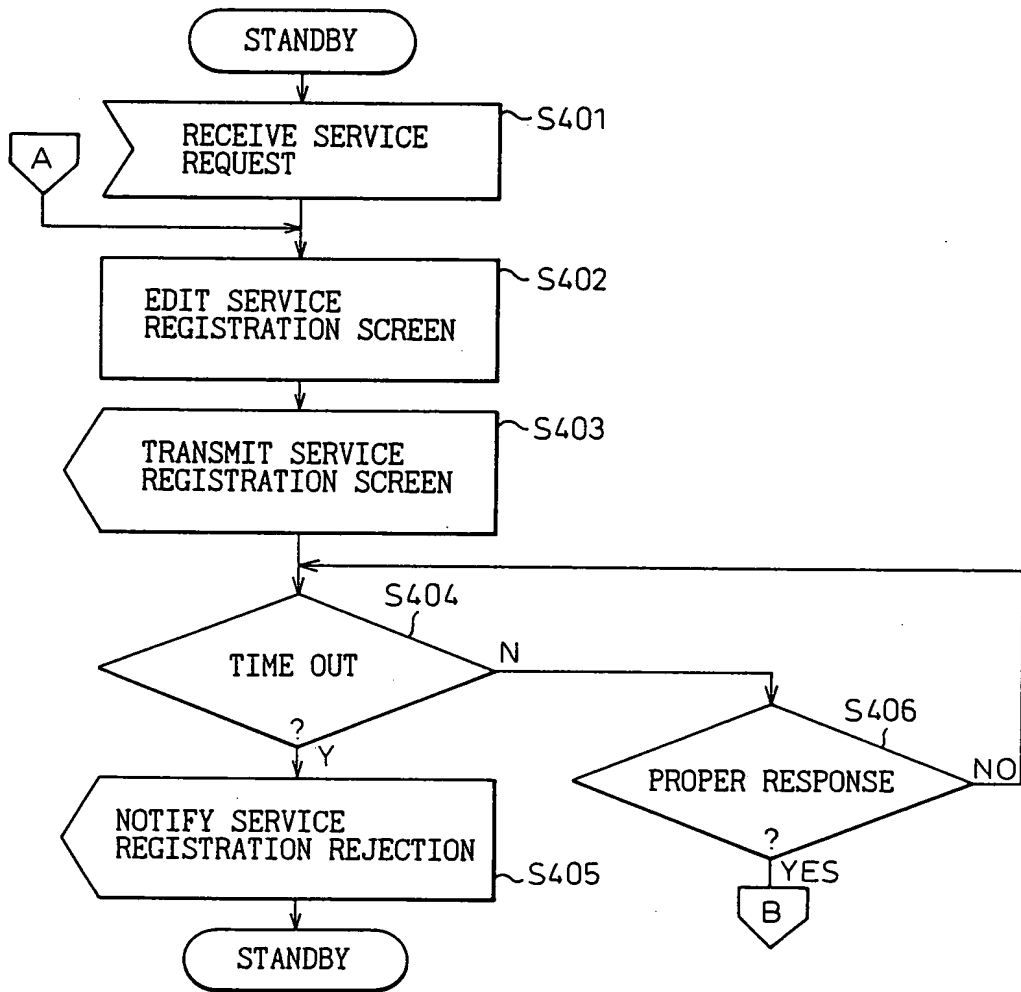 STANDBY
S401
RECEIVE SERVICE
REQUEST
A
S402
EDIT SERVICE
REGISTRATION SCREEN
S403
TRANSMIT SERVICE
REGISTRATION SCREEN
S404
TIME OUT
?
N
Y
S406
PROPER RESPONSE
?
NO
YES
B
NOTIFY SERVICE
REGISTRATION REJECTION
S405
STANDBY